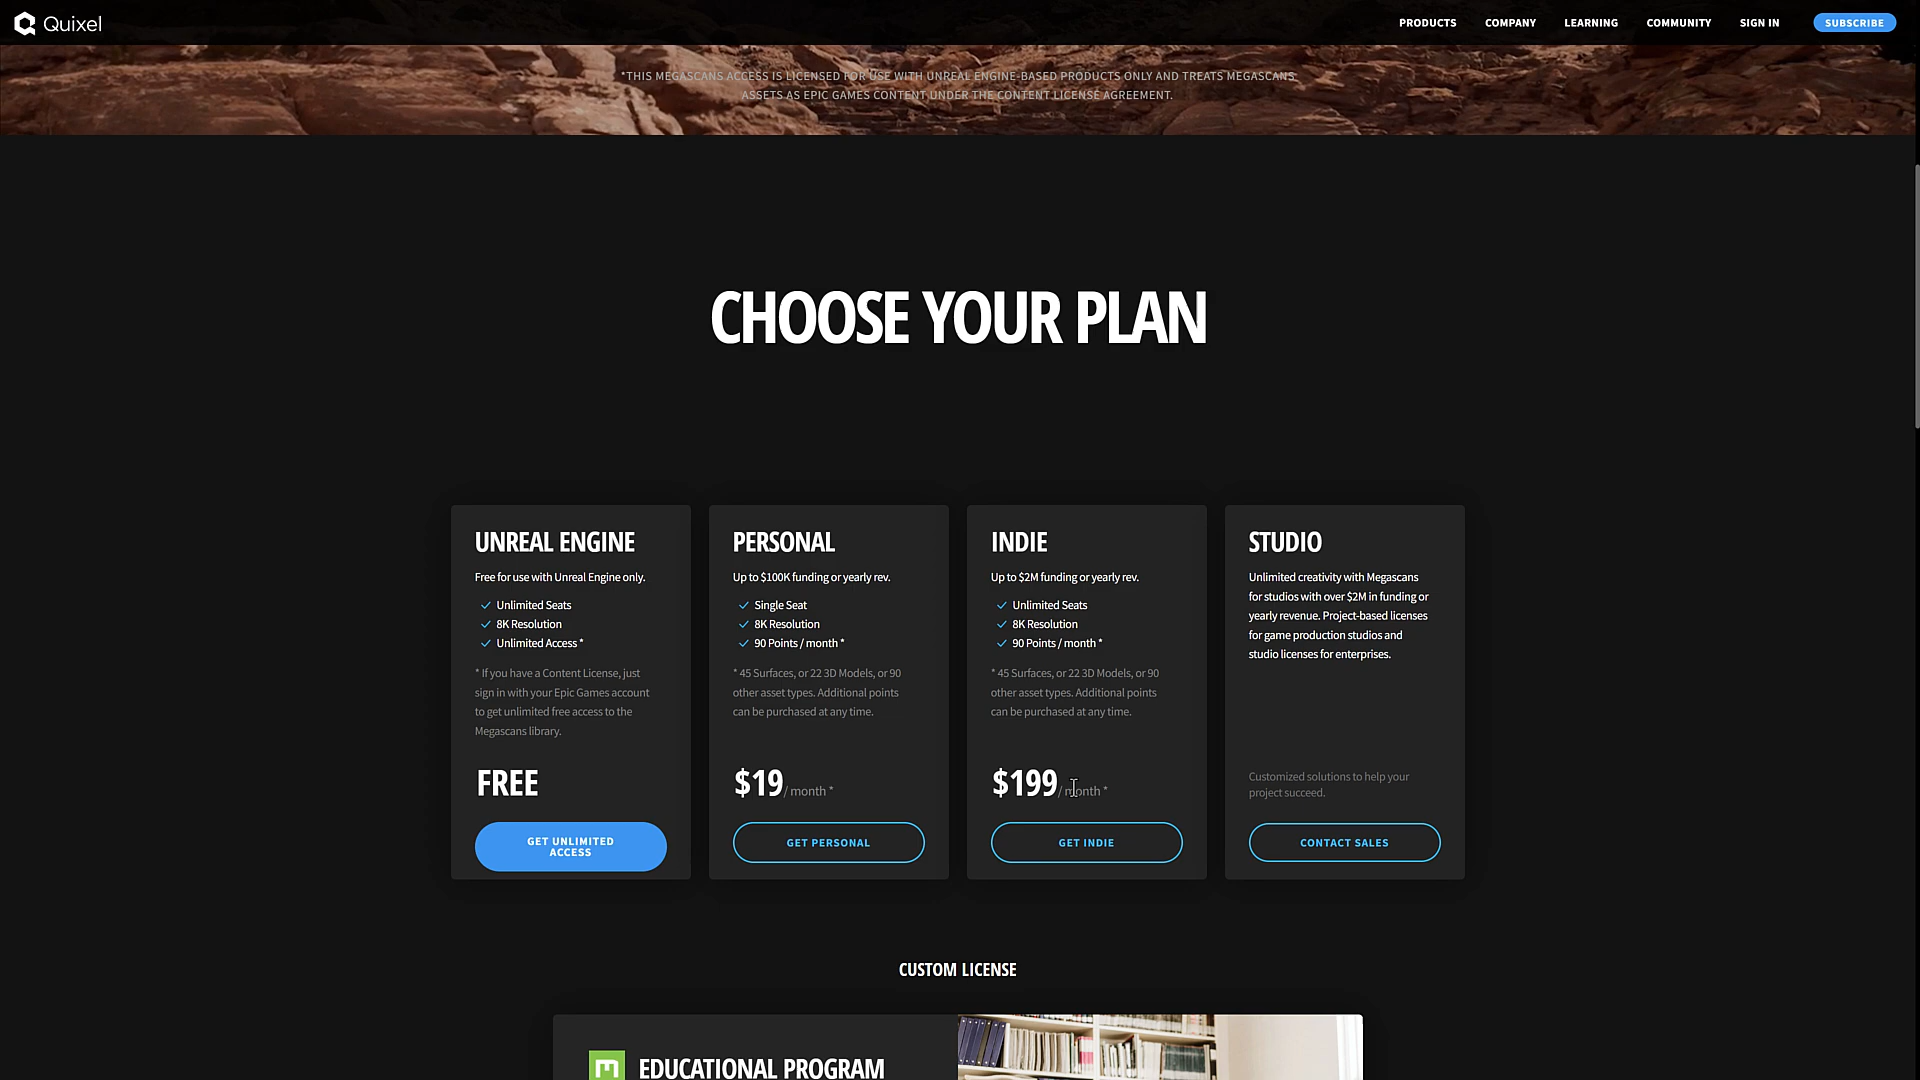 Quixel
PRODUCTS
COMPANY
LEARNING
COMMUNITY
SIGN IN
SUBSCRIBE
*THIS MEGASCANS ACCESS IS LICENSED FOR USE WITH UNREAL ENGINE-BASED PRODUCTS ONLY AND TREATS MEGASCANS
ASSETS AS EPIC GAMES CONTENT UNDER THE CONTENT LICENSE AGREEMENT.
CHOOSE YOUR PLAN
UNREAL ENGINE
Free for use with Unreal Engine only.
Unlimited Seats
8K Resolution
Unlimited Access *
* If you have a Content License, just
sign in with your Epic Games account
to get unlimited free access to the
Megascans library.
FREE
GET UNLIMITED
ACCESS
PERSONAL
Up to $100K funding or yearly rev.
Single Seat
8K Resolution
90 Points / month *
* 45 Surfaces, or 22 3D Models, or 90
other asset types. Additional points
can be purchased at any time.
$19 / month *
GET PERSONAL
INDIE
Up to $2M funding or yearly rev.
Unlimited Seats
8K Resolution
90 Points / month *
* 45 Surfaces, or 22 3D Models, or 90
other asset types. Additional points
can be purchased at any time.
$199 / month *
GET INDIE
STUDIO
Unlimited creativity with Megascans
for studios with over $2M in funding or
yearly revenue. Project-based licenses
for game production studios and
studio licenses for enterprises.
Customized solutions to help your
project succeed.
CONTACT SALES
CUSTOM LICENSE
EDUCATIONAL PROGRAM